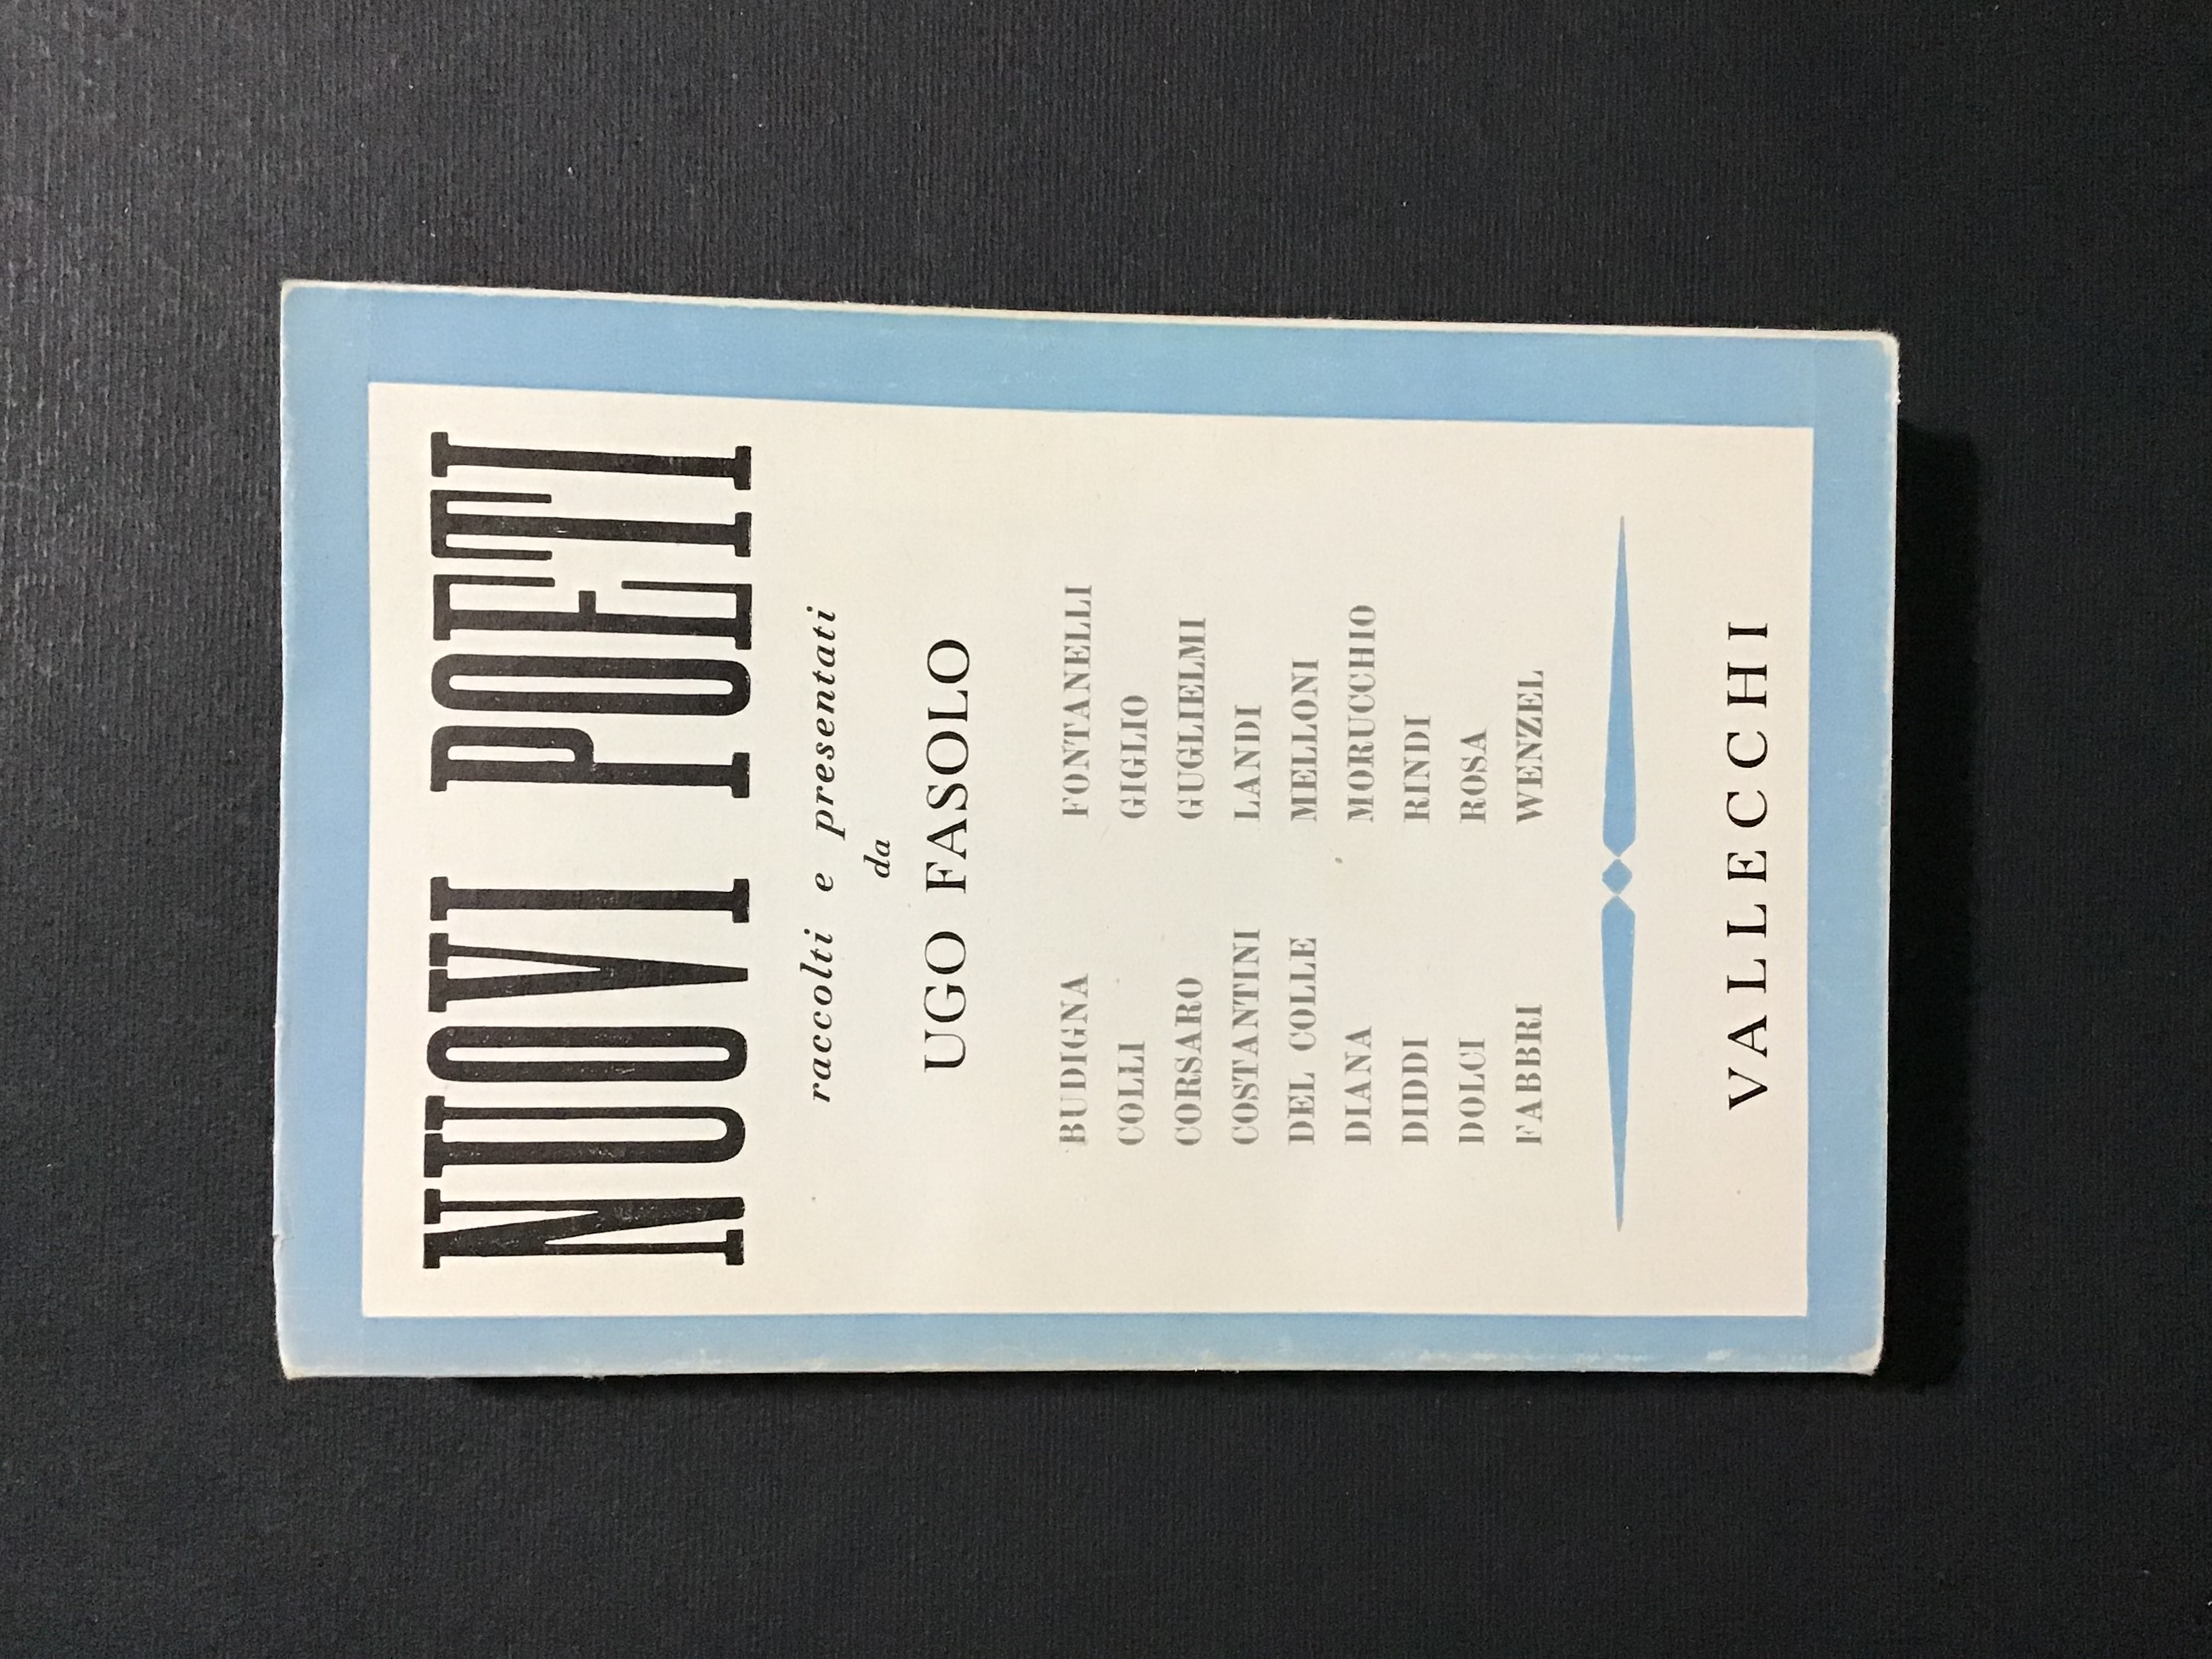 NUOVI POETI
raccolti e presentati
da
UGO FASOLO
BUDIGNA
COLLI
CORSARO
COSTANTINI
DEL COLLE
DIANA
DIDDI
DOLCI
FABBRI
FONTANELLI
GIGLIO
GUGLIELMI
LANDI
MELLONI
MORUCCHIO
RINDI
ROSA
WENZEL
VALLECCHI